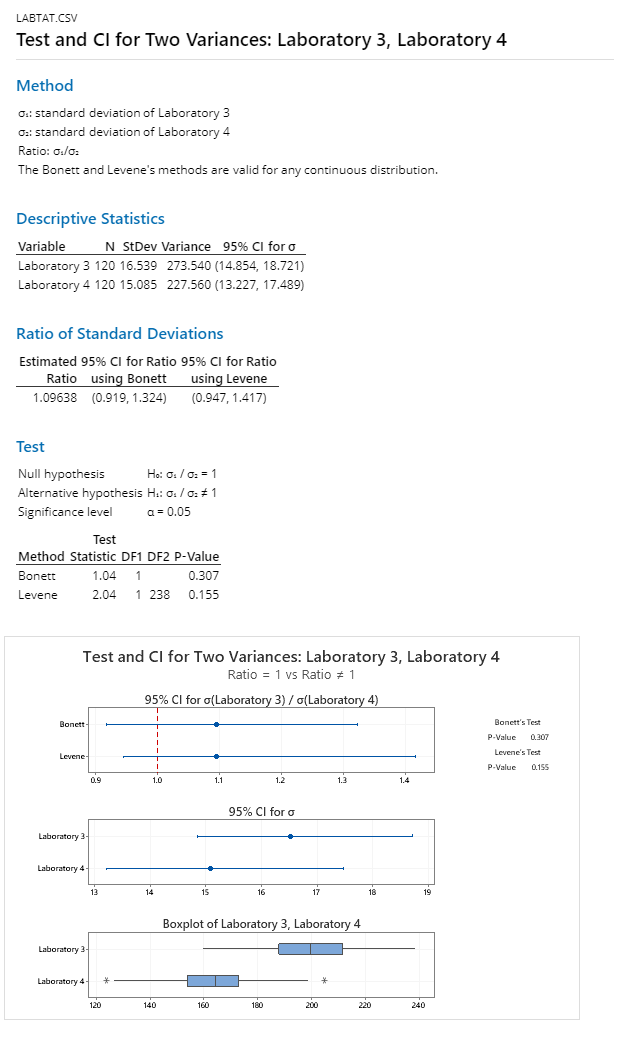 LABTAT.CSV
Test and CI for Two Variances: Laboratory 3, Laboratory 4
Method
σ₁: standard deviation of Laboratory 3
σ₂: standard deviation of Laboratory 4
Ratio: σ₁/σ₂
The Bonett and Levene's methods are valid for any continuous distribution.
Descriptive Statistics
Variable N StDev Variance 95% CI for σ
Laboratory 3 120 16.539 273.540 (14.854, 18.721)
Laboratory 4 120 15.085 227.560 (13.227, 17.489)
Ratio of Standard Deviations
Estimated 95% CI for Ratio 95% CI for Ratio
Ratio using Bonett using Levene
1.09638 (0.919, 1.324) (0.947, 1.417)
Test
Null hypothesis H₀: σ₁ / σ₂ = 1
Alternative hypothesis H₁: σ₁ / σ₂ ≠ 1
Significance level α = 0.05
Test
Method Statistic DF1 DF2 P-Value
Bonett 1.04 1 0.307
Levene 2.04 1 238 0.155
Test and CI for Two Variances: Laboratory 3, Laboratory 4
Ratio = 1 vs Ratio ≠ 1
95% CI for σ(Laboratory 3) / σ(Laboratory 4)
Bonett
Levene
0.9 1.0 1.1 1.2 1.3 1.4
Bonett's Test
P-Value 0.307
Levene's Test
P-Value 0.155
95% CI for σ
Laboratory 3
Laboratory 4
13 14 15 16 17 18 19
Boxplot of Laboratory 3, Laboratory 4
Laboratory 3
Laboratory 4
120 140 160 180 200 220 240